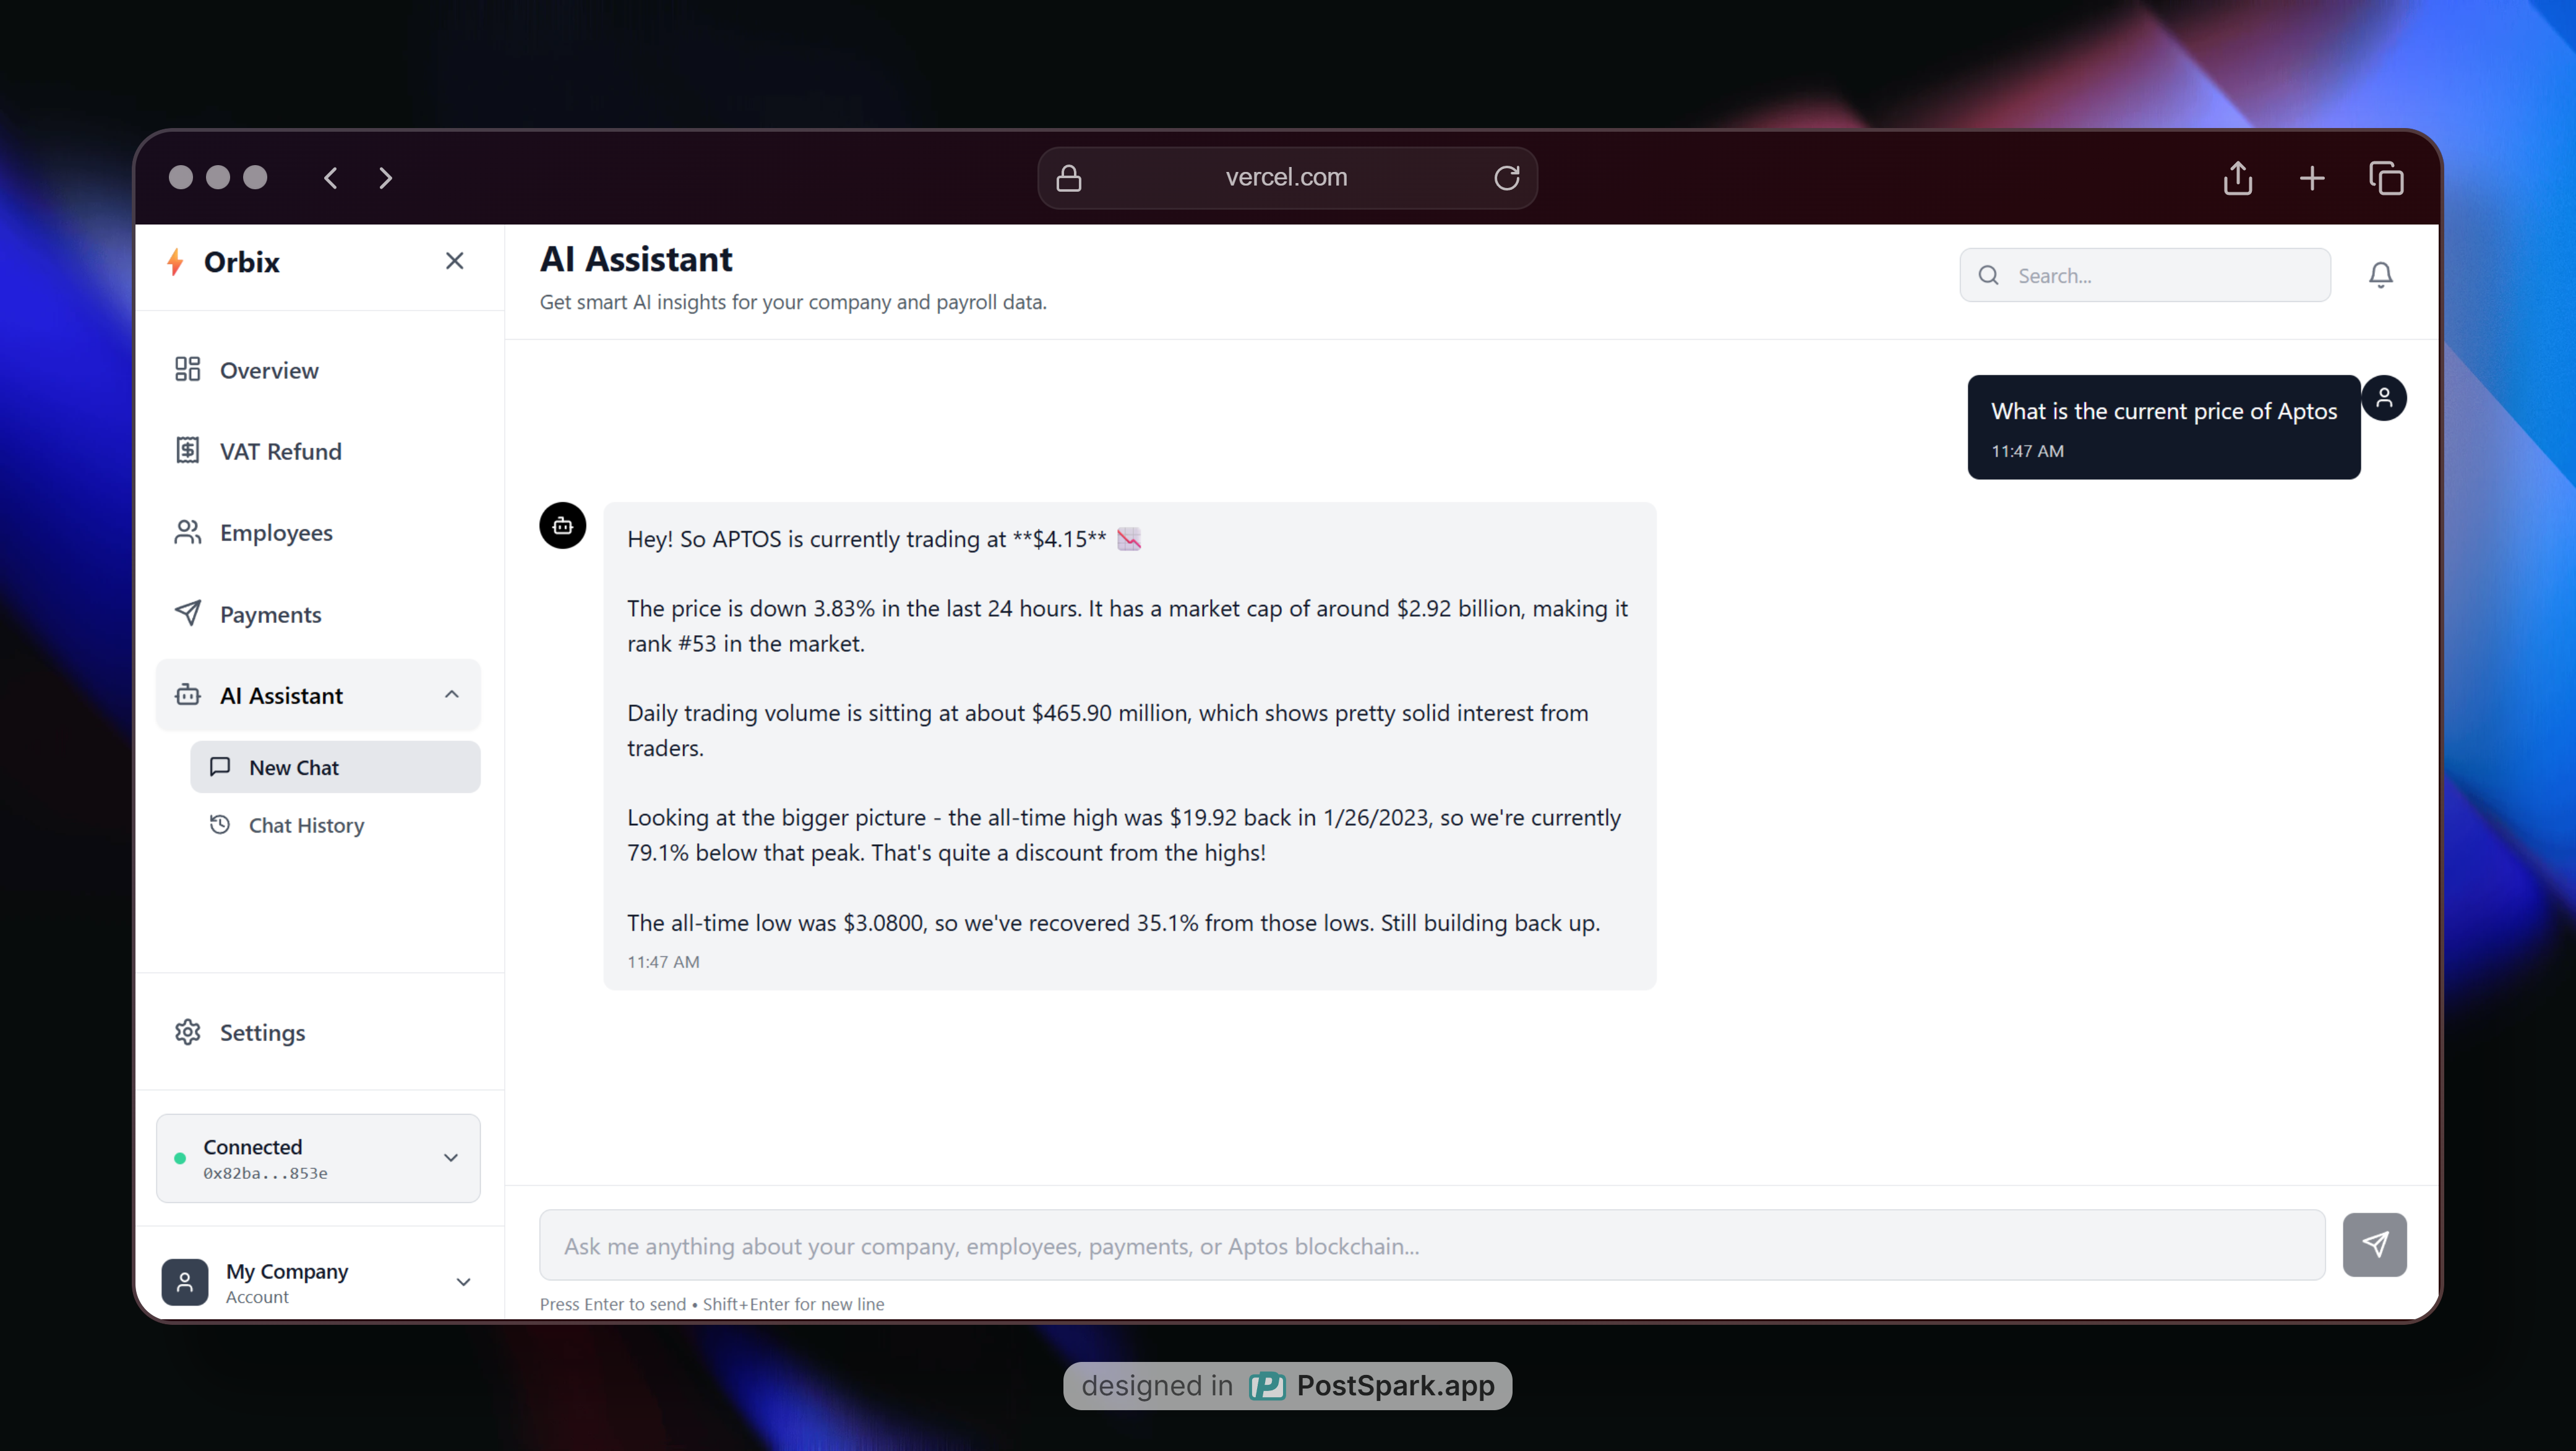 vercel.com
Orbix
AI Assistant
Get smart AI insights for your company and payroll data.
Search...
Overview
VAT Refund
Employees
Payments
AI Assistant
New Chat
Chat History
Settings
Connected
0x82ba...853e
My Company
Account
What is the current price of Aptos
11:47 AM
Hey! So APTOS is currently trading at **$4.15** 📉
The price is down 3.83% in the last 24 hours. It has a market cap of around $2.92 billion, making it
rank #53 in the market.
Daily trading volume is sitting at about $465.90 million, which shows pretty solid interest from
traders.
Looking at the bigger picture - the all-time high was $19.92 back in 1/26/2023, so we're currently
79.1% below that peak. That's quite a discount from the highs!
The all-time low was $3.0800, so we've recovered 35.1% from those lows. Still building back up.
11:47 AM
Ask me anything about your company, employees, payments, or Aptos blockchain...
Press Enter to send • Shift+Enter for new line
designed in PostSpark.app